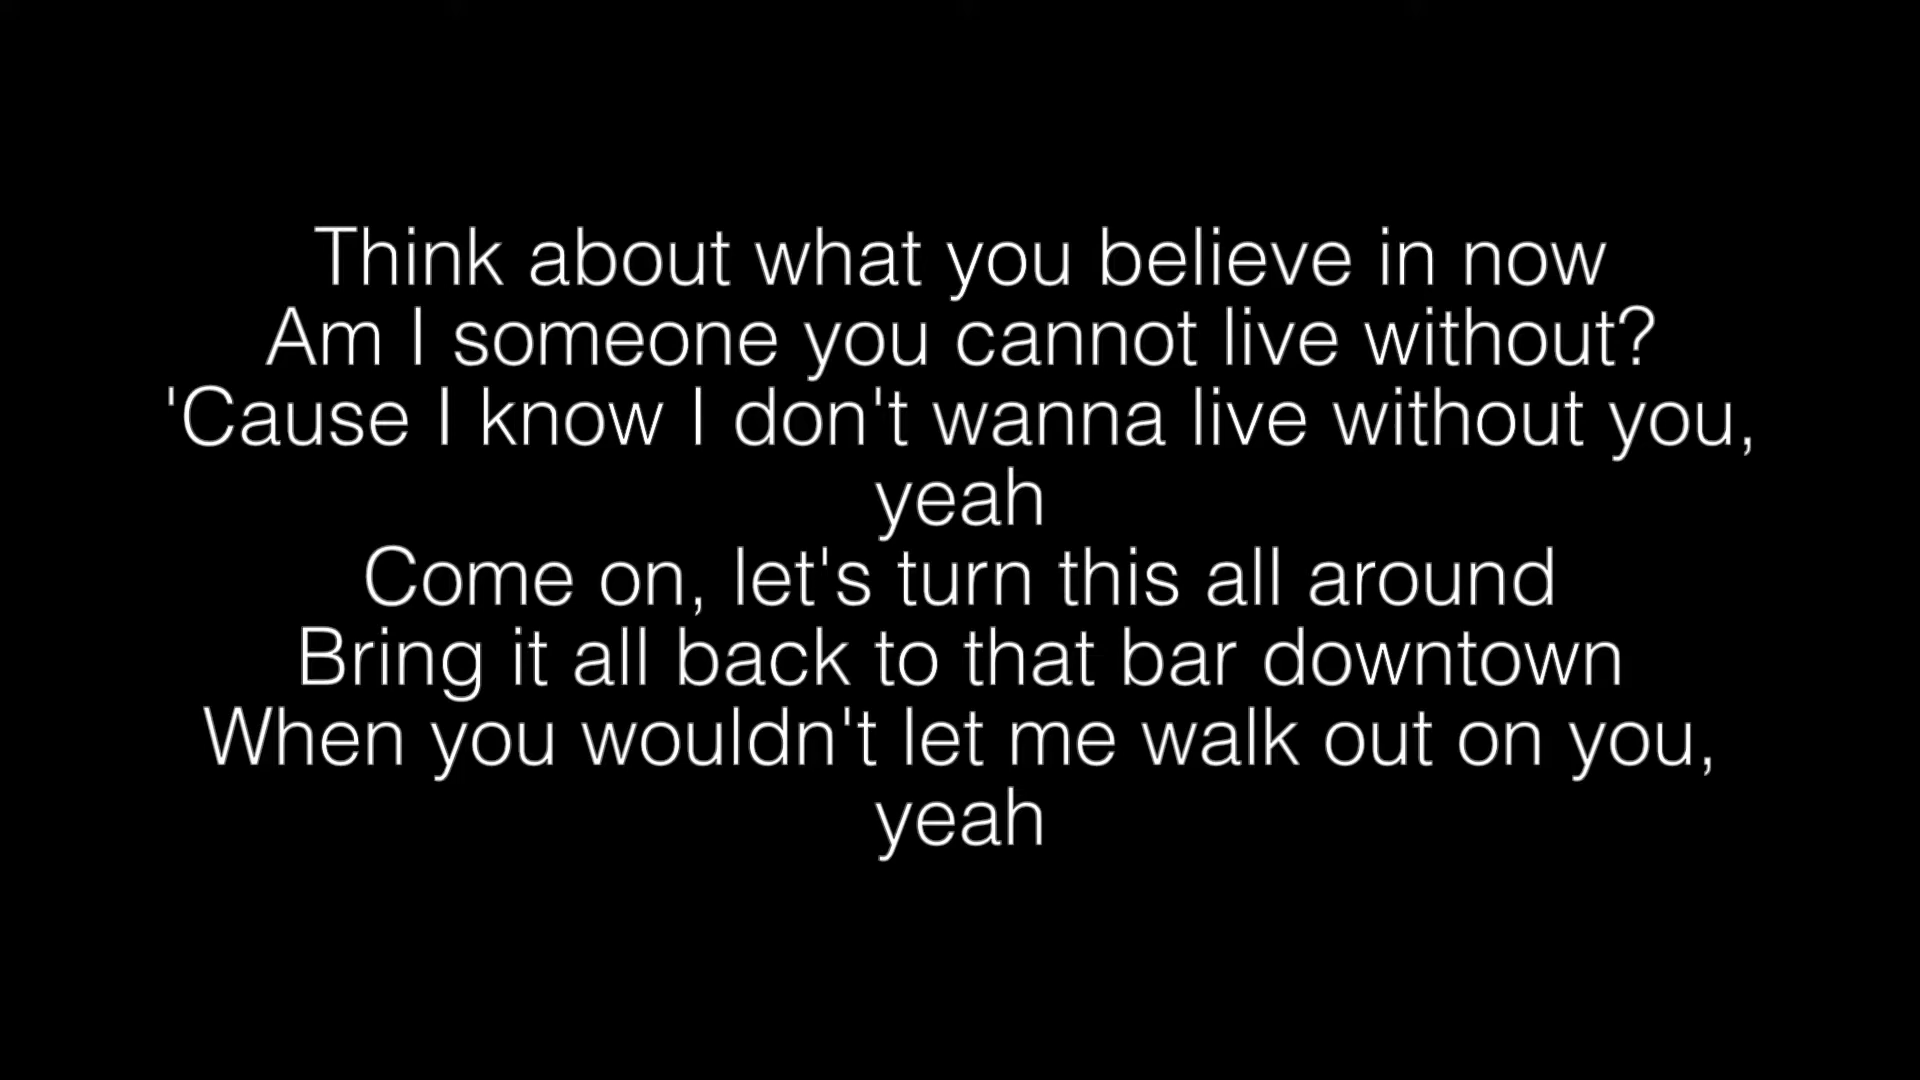 Think about what you believe in now
Am I someone you cannot live without?
'Cause I know I don't wanna live without you,
yeah
Come on, let's turn this all around
Bring it all back to that bar downtown
When you wouldn't let me walk out on you,
yeah